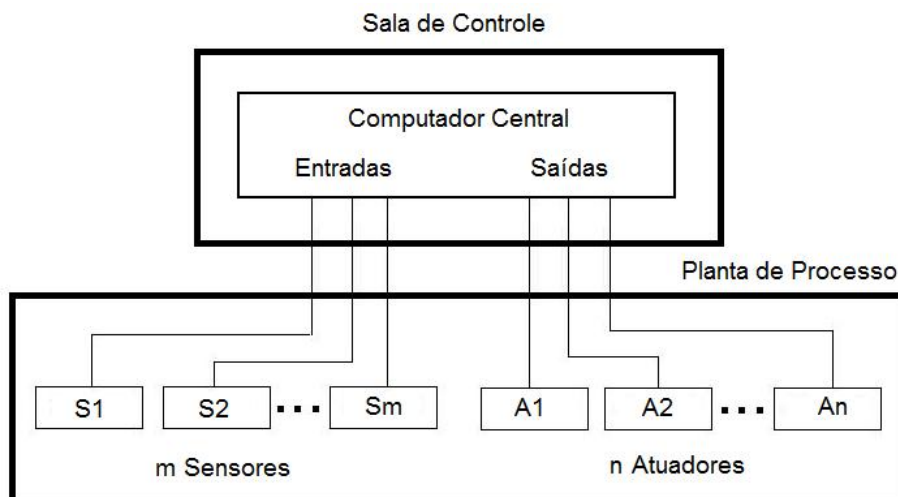 Sala de Controle
Computador Central
Entradas Saídas
Planta de Processo
S1 S2 Sm A1 A2 An
m Sensores n Atuadores